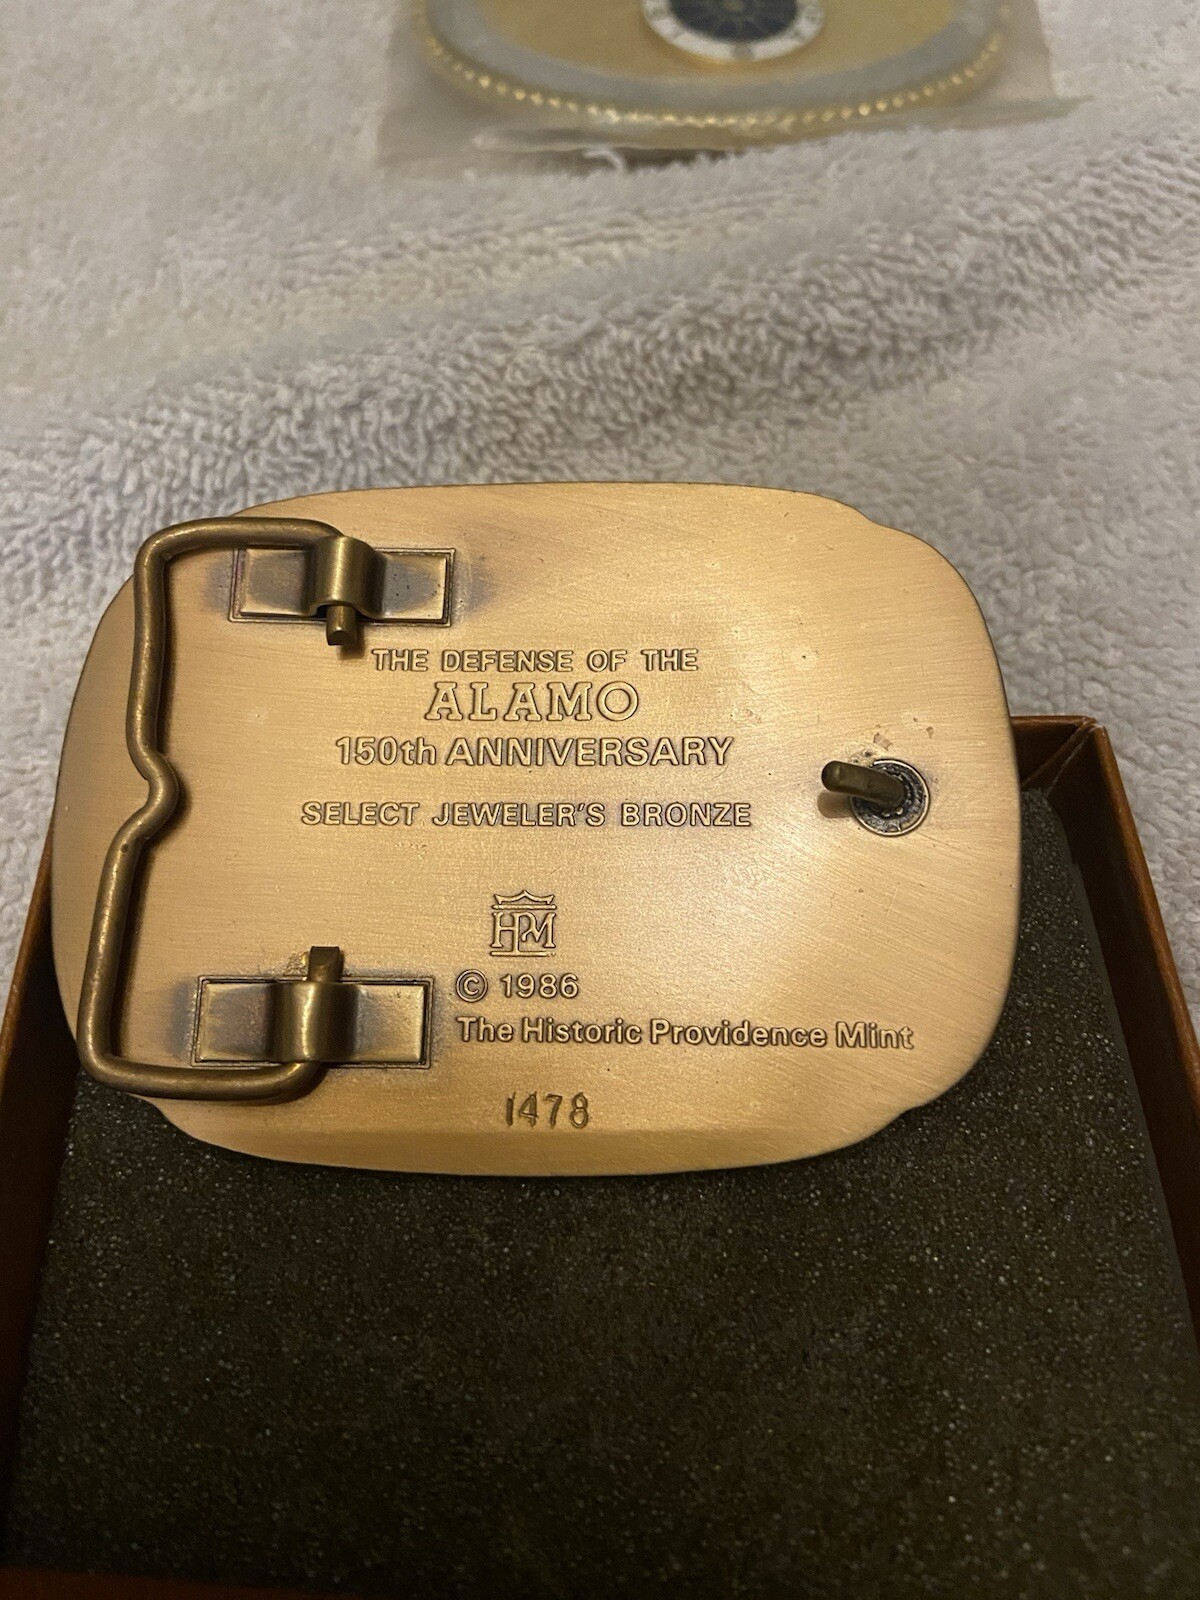 THE DEFENSE OF THE
ALAMO
150th ANNIVERSARY
SELECT JEWELER'S BRONZE
HPM
© 1986
The Historic Providence Mint
1478